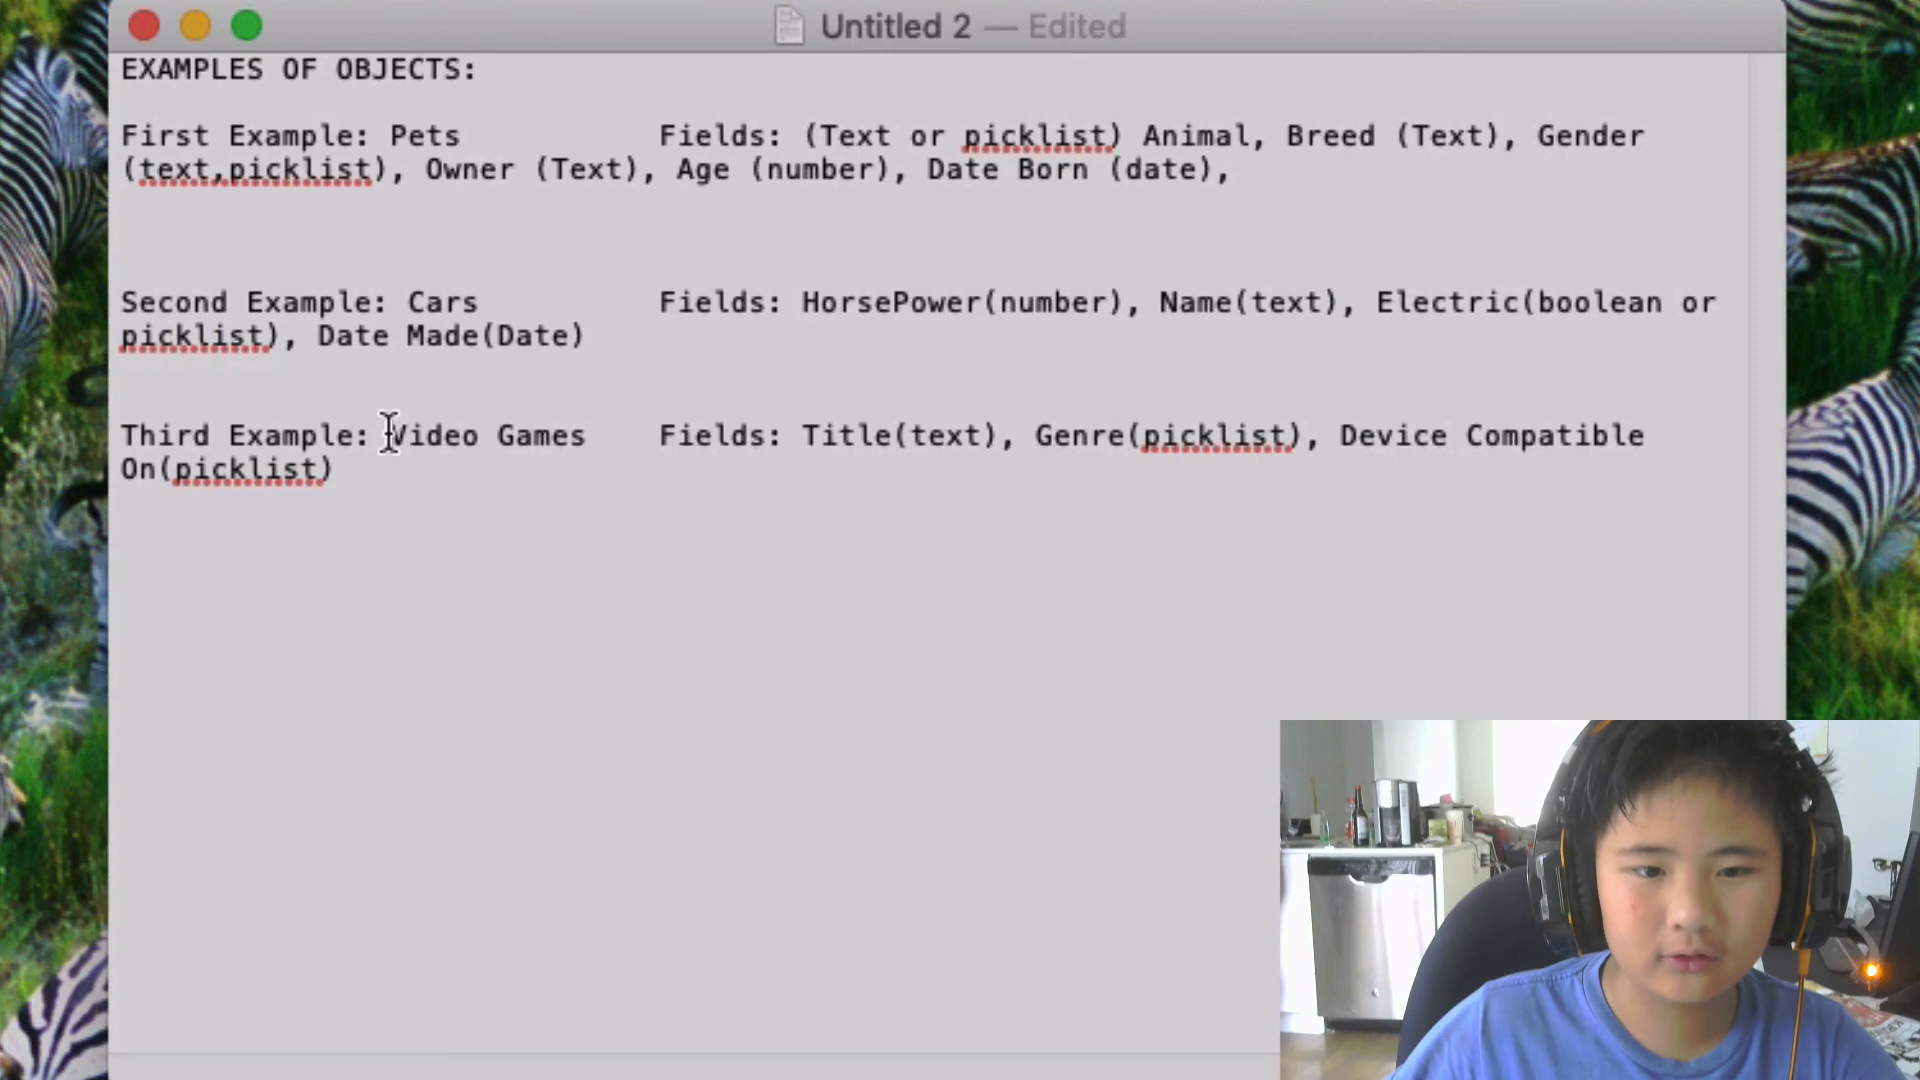 Untitled 2 — Edited
EXAMPLES OF OBJECTS:
First Example: Pets Fields: (Text or picklist) Animal, Breed (Text), Gender
(text,picklist), Owner (Text), Age (number), Date Born (date),
Second Example: Cars Fields: HorsePower(number), Name(text), Electric(boolean or
picklist), Date Made(Date)
Third Example: Video Games Fields: Title(text), Genre(picklist), Device Compatible
On(picklist)